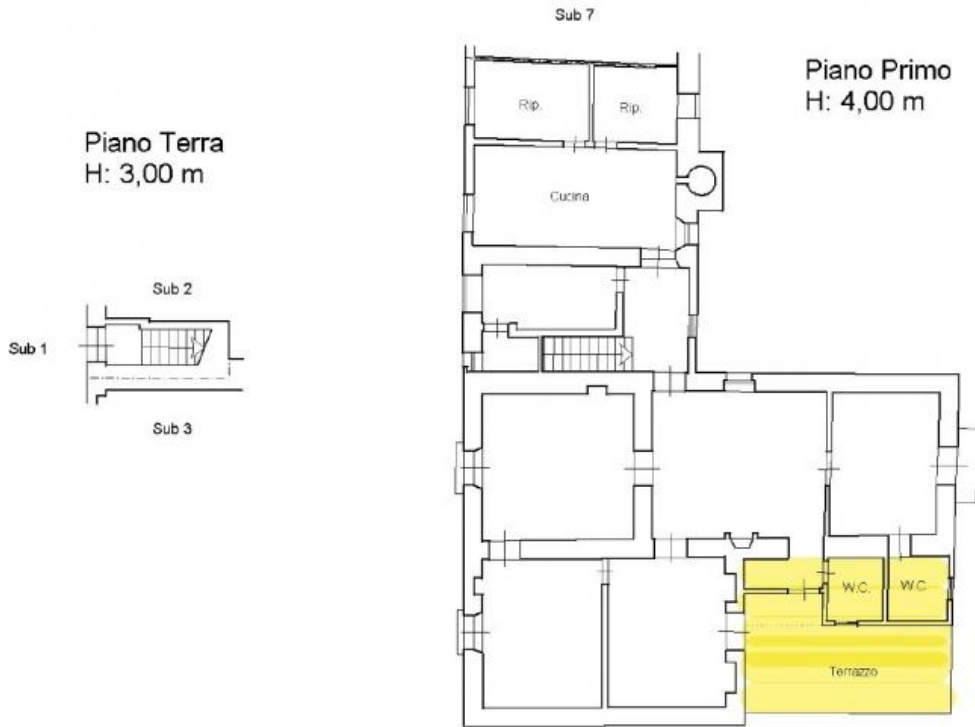 Sub 7
Piano Primo
H: 4,00 m
Rip.
Rip.
Piano Terra
H: 3,00 m
Cucina
Sub 2
Sub 1
Sub 3
W.C.
W.C
Terrazzo